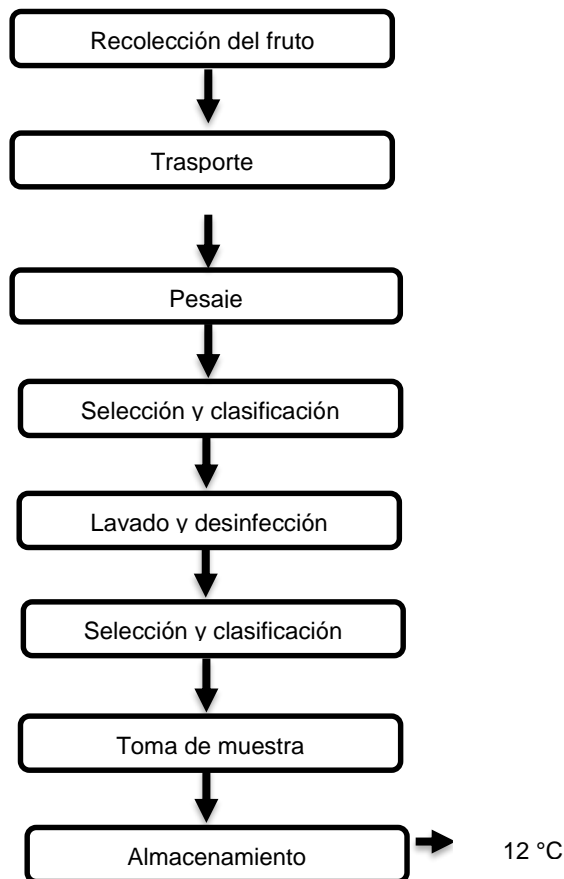 Recolección del fruto
Trasporte
Pesaje
Selección y clasificación
Lavado y desinfección
Selección y clasificación
Toma de muestra
Almacenamiento
12 °C